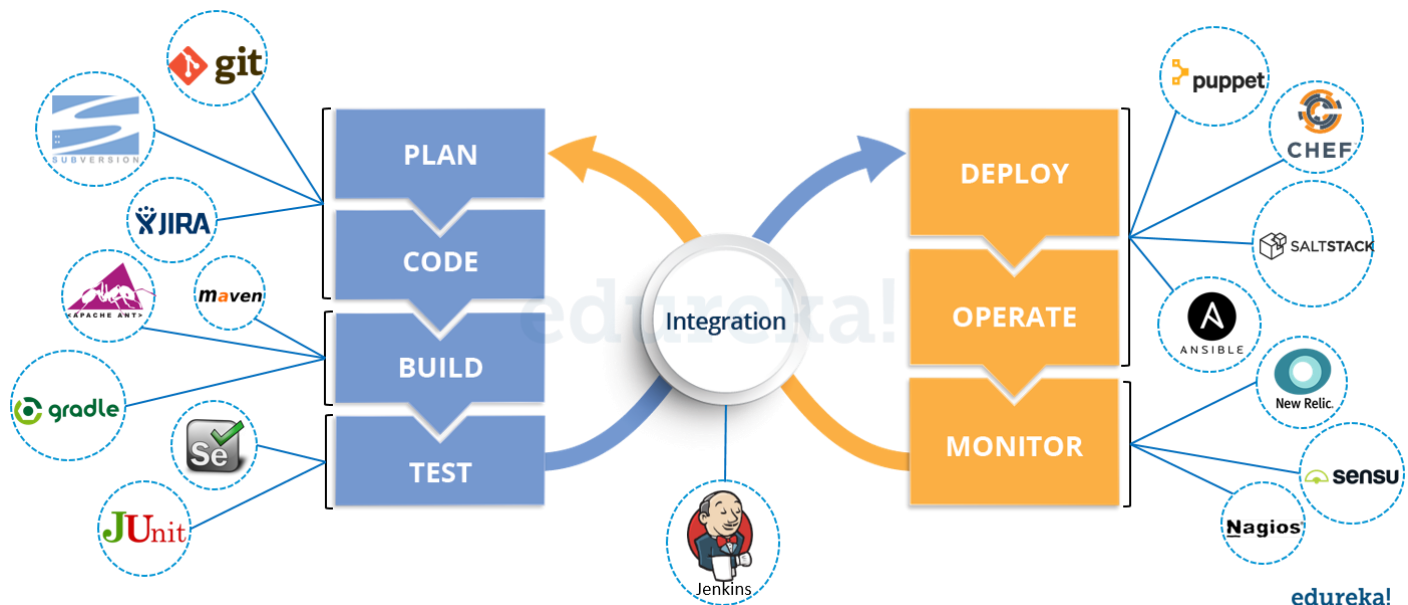 git
SUBVERSION
JIRA
<APACHE ANT>
maven
gradle
Se
JUnit
PLAN
CODE
BUILD
TEST
edureka!
Integration
Jenkins
DEPLOY
OPERATE
MONITOR
puppet
CHEF
SALTSTACK
ANSIBLE
New Relic.
sensu
Nagios®
edureka!